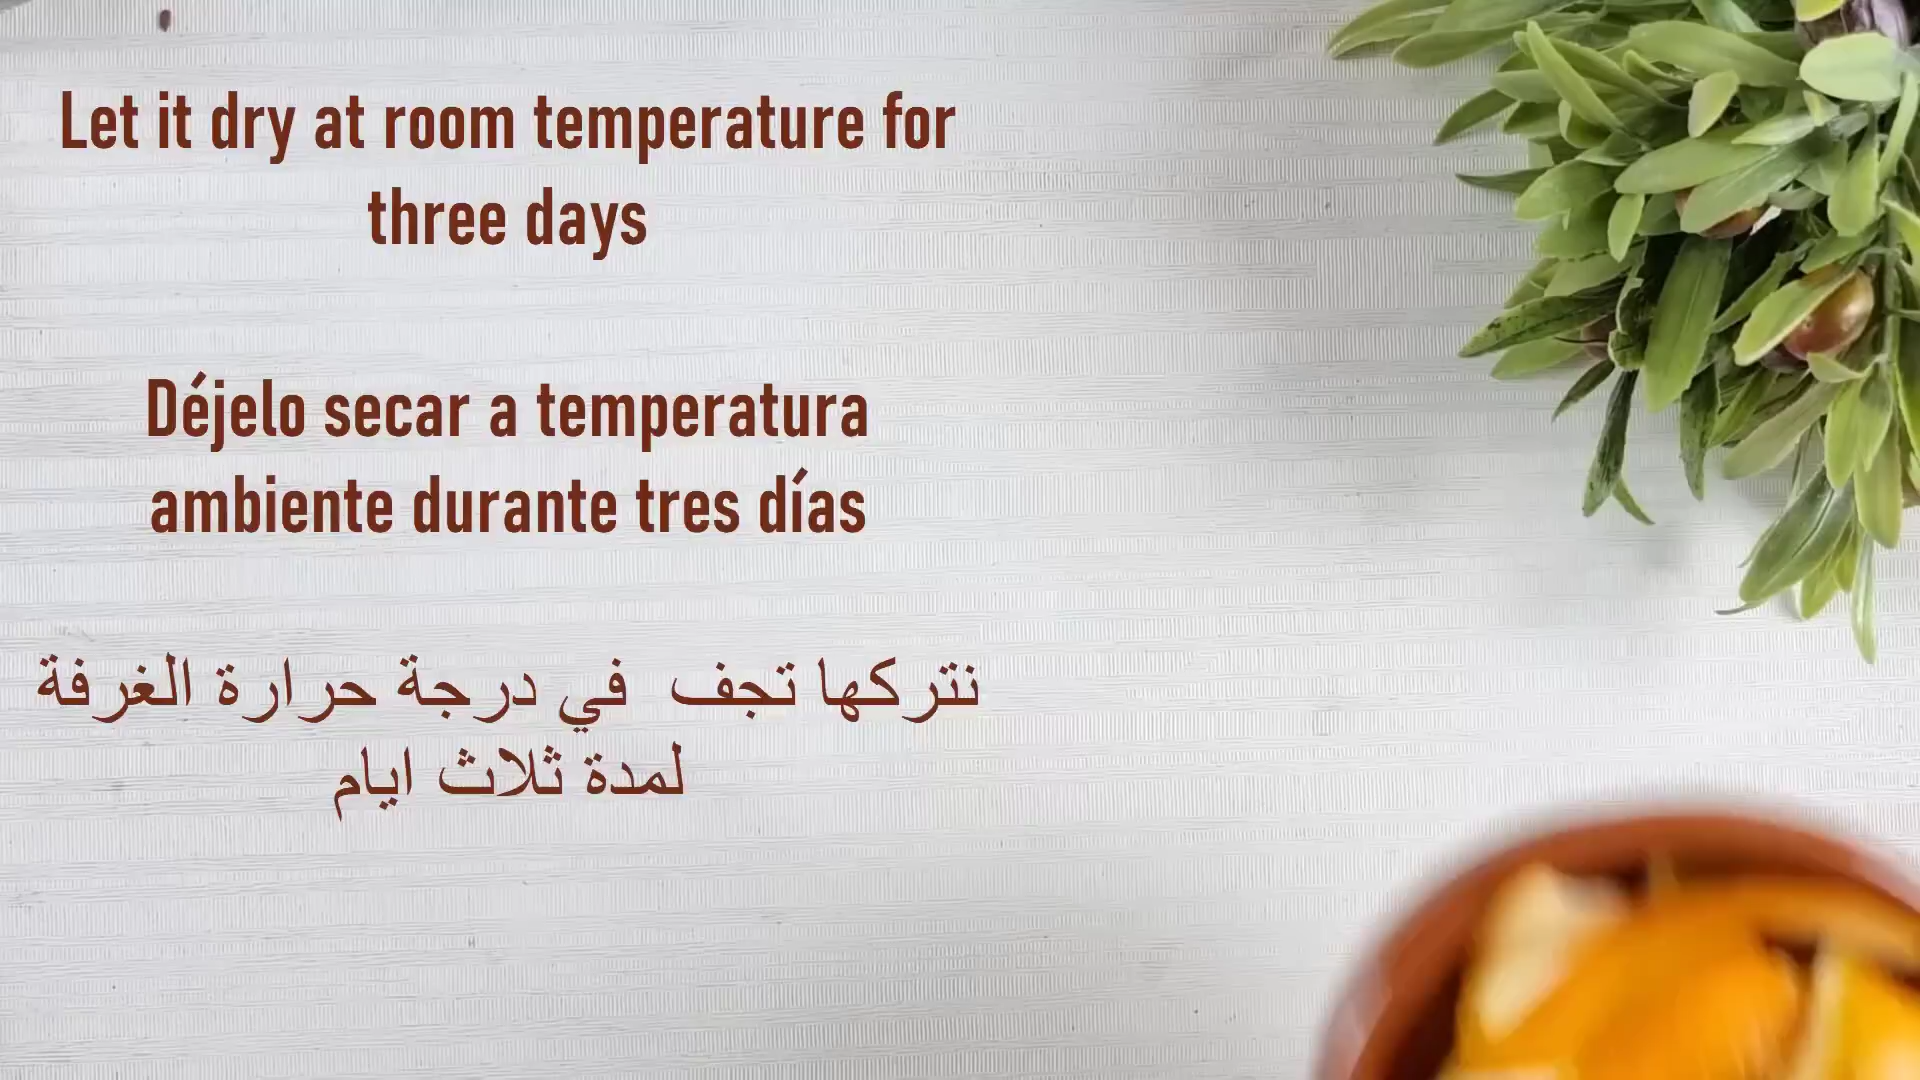 Let it dry at room temperature for
three days
Déjelo secar a temperatura
ambiente durante tres días
نتركها تجف في درجة حرارة الغرفة
لمدة ثلاث ايام